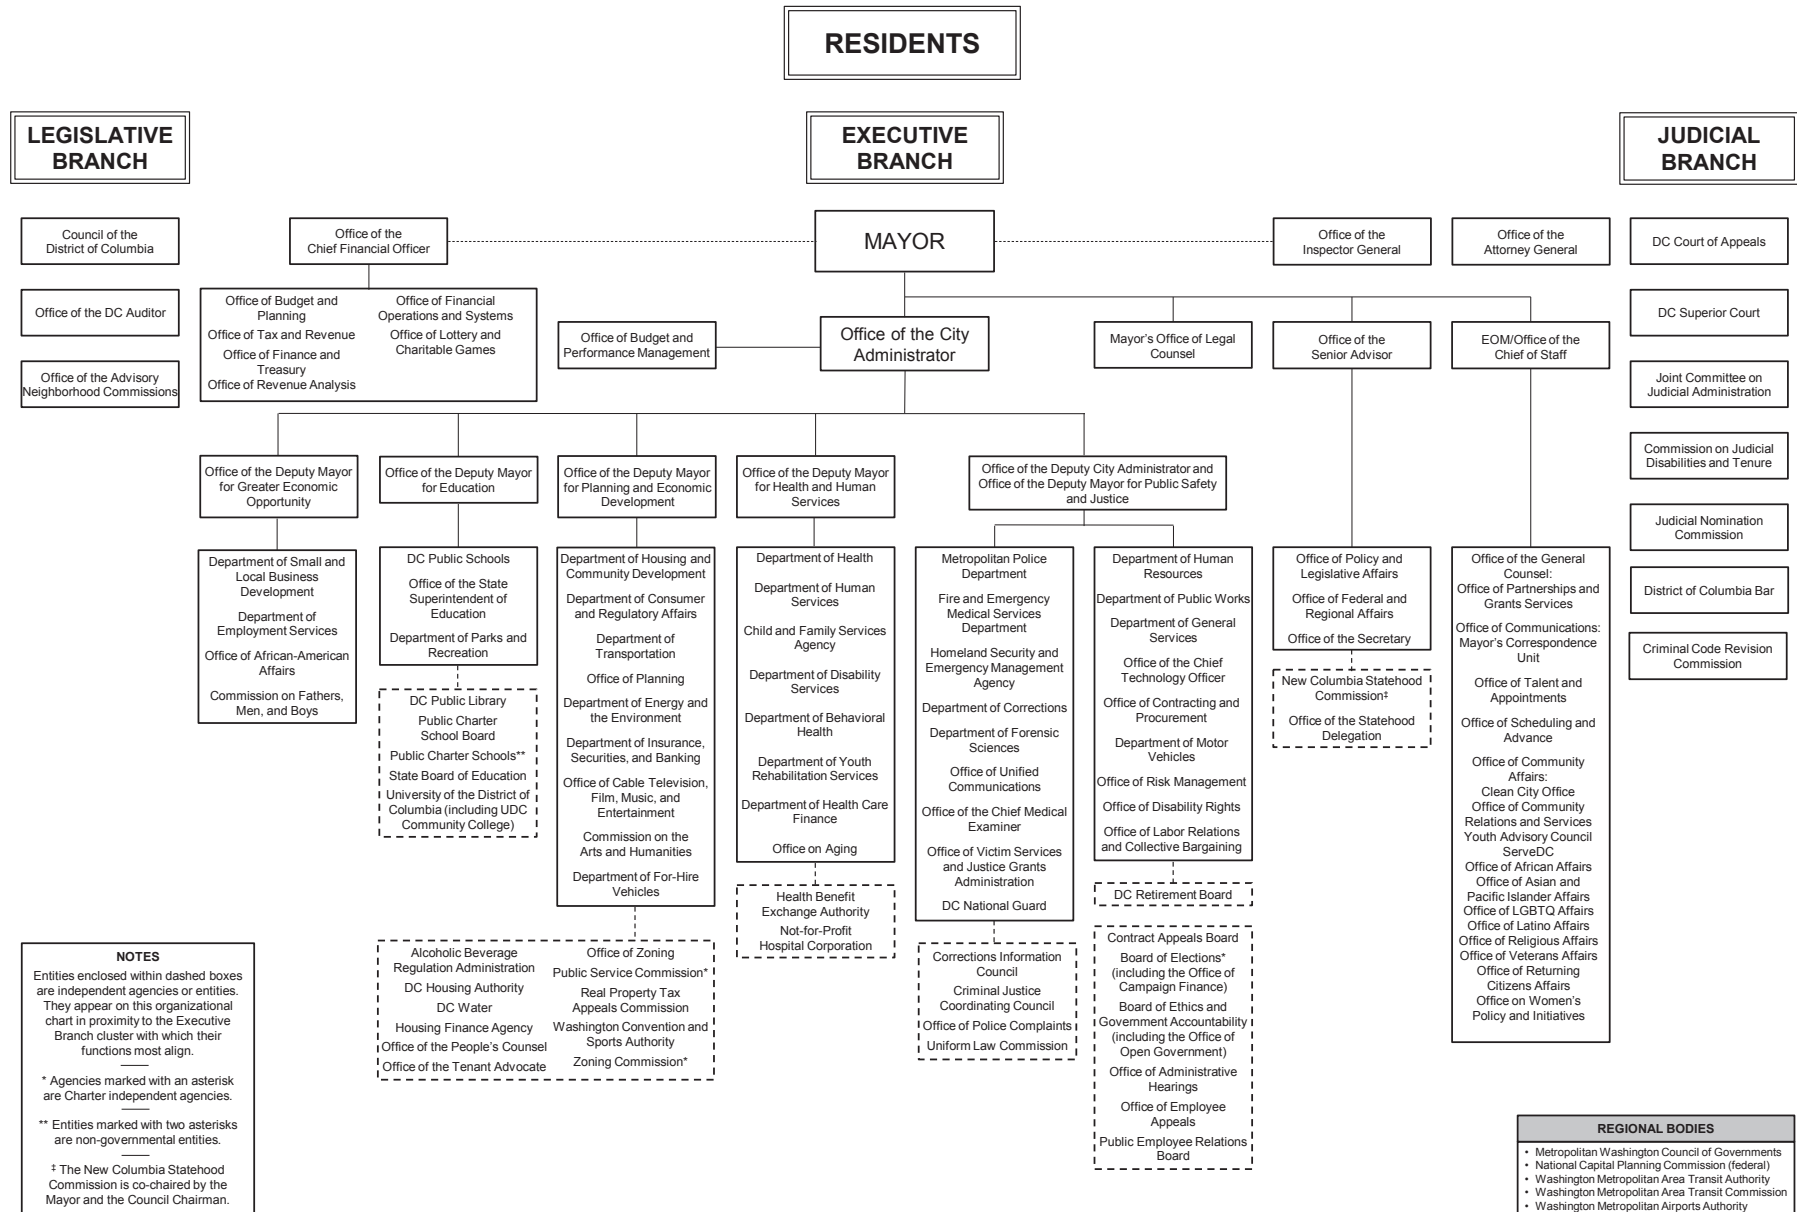 RESIDENTS
LEGISLATIVE
BRANCH
EXECUTIVE
BRANCH
JUDICIAL
BRANCH
Council of the
District of Columbia
Office of the DC Auditor
Office of the Advisory
Neighborhood Commissions
Office of the
Chief Financial Officer
Office of Budget and
Planning
Office of Tax and Revenue
Office of Finance and
Treasury
Office of Revenue Analysis
Office of Financial
Operations and Systems
Office of Lottery and
Charitable Games
MAYOR
Office of the
Inspector General
Office of the
Attorney General
Office of Budget and
Performance Management
Office of the City
Administrator
Mayor's Office of Legal
Counsel
Office of the
Senior Advisor
EOM/Office of the
Chief of Staff
DC Court of Appeals
DC Superior Court
Joint Committee on
Judicial Administration
Commission on Judicial
Disabilities and Tenure
Judicial Nomination
Commission
District of Columbia Bar
Criminal Code Revision
Commission
Office of the Deputy Mayor
for Greater Economic
Opportunity
Department of Small and
Local Business
Development
Department of
Employment Services
Office of African-American
Affairs
Commission on Fathers,
Men, and Boys
Office of the Deputy Mayor
for Education
DC Public Schools
Office of the State
Superintendent of
Education
Department of Parks and
Recreation
DC Public Library
Public Charter
School Board
Public Charter Schools**
State Board of Education
University of the District of
Columbia (including UDC
Community College)
Office of the Deputy Mayor
for Planning and Economic
Development
Department of Housing and
Community Development
Department of Consumer
and Regulatory Affairs
Department of
Transportation
Office of Planning
Department of Energy and
the Environment
Department of Insurance,
Securities, and Banking
Office of Cable Television,
Film, Music, and
Entertainment
Commission on the
Arts and Humanities
Department of For-Hire
Vehicles
Alcoholic Beverage
Regulation Administration
DC Housing Authority
DC Water
Housing Finance Agency
Office of the People's Counsel
Office of the Tenant Advocate
Office of Zoning
Public Service Commission*
Real Property Tax
Appeals Commission
Washington Convention and
Sports Authority
Zoning Commission*
Office of the Deputy Mayor
for Health and Human
Services
Department of Health
Department of Human
Services
Child and Family Services
Agency
Department of Disability
Services
Department of Behavioral
Health
Department of Youth
Rehabilitation Services
Department of Health Care
Finance
Office on Aging
Health Benefit
Exchange Authority
Not-for-Profit
Hospital Corporation
Office of the Deputy City Administrator and
Office of the Deputy Mayor for Public Safety
and Justice
Metropolitan Police
Department
Fire and Emergency
Medical Services
Department
Homeland Security and
Emergency Management
Agency
Department of Corrections
Department of Forensic
Sciences
Office of Unified
Communications
Office of the Chief Medical
Examiner
Office of Victim Services
and Justice Grants
Administration
DC National Guard
Corrections Information
Council
Criminal Justice
Coordinating Council
Office of Police Complaints
Uniform Law Commission
Department of Human
Resources
Department of Public Works
Department of General
Services
Office of the Chief
Technology Officer
Office of Contracting and
Procurement
Department of Motor
Vehicles
Office of Risk Management
Office of Disability Rights
Office of Labor Relations
and Collective Bargaining
DC Retirement Board
Contract Appeals Board
Board of Elections*
(including the Office of
Campaign Finance)
Board of Ethics and
Government Accountability
(including the Office of
Open Government)
Office of Administrative
Hearings
Office of Employee
Appeals
Public Employee Relations
Board
Office of Policy and
Legislative Affairs
Office of Federal and
Regional Affairs
Office of the Secretary
New Columbia Statehood
Commission‡
Office of the Statehood
Delegation
Office of the General
Counsel:
Office of Partnerships and
Grants Services
Office of Communications:
Mayor's Correspondence
Unit
Office of Talent and
Appointments
Office of Scheduling and
Advance
Office of Community
Affairs:
Clean City Office
Office of Community
Relations and Services
Youth Advisory Council
ServeDC
Office of African Affairs
Office of Asian and
Pacific Islander Affairs
Office of LGBTQ Affairs
Office of Latino Affairs
Office of Religious Affairs
Office of Veterans Affairs
Office of Returning
Citizens Affairs
Office on Women's
Policy and Initiatives
NOTES
Entities enclosed within dashed boxes
are independent agencies or entities.
They appear on this organizational
chart in proximity to the Executive
Branch cluster with which their
functions most align.
* Agencies marked with an asterisk
are Charter independent agencies.
** Entities marked with two asterisks
are non-governmental entities.
‡ The New Columbia Statehood
Commission is co-chaired by the
Mayor and the Council Chairman.
REGIONAL BODIES
• Metropolitan Washington Council of Governments
• National Capital Planning Commission (federal)
• Washington Metropolitan Area Transit Authority
• Washington Metropolitan Area Transit Commission
• Washington Metropolitan Airports Authority